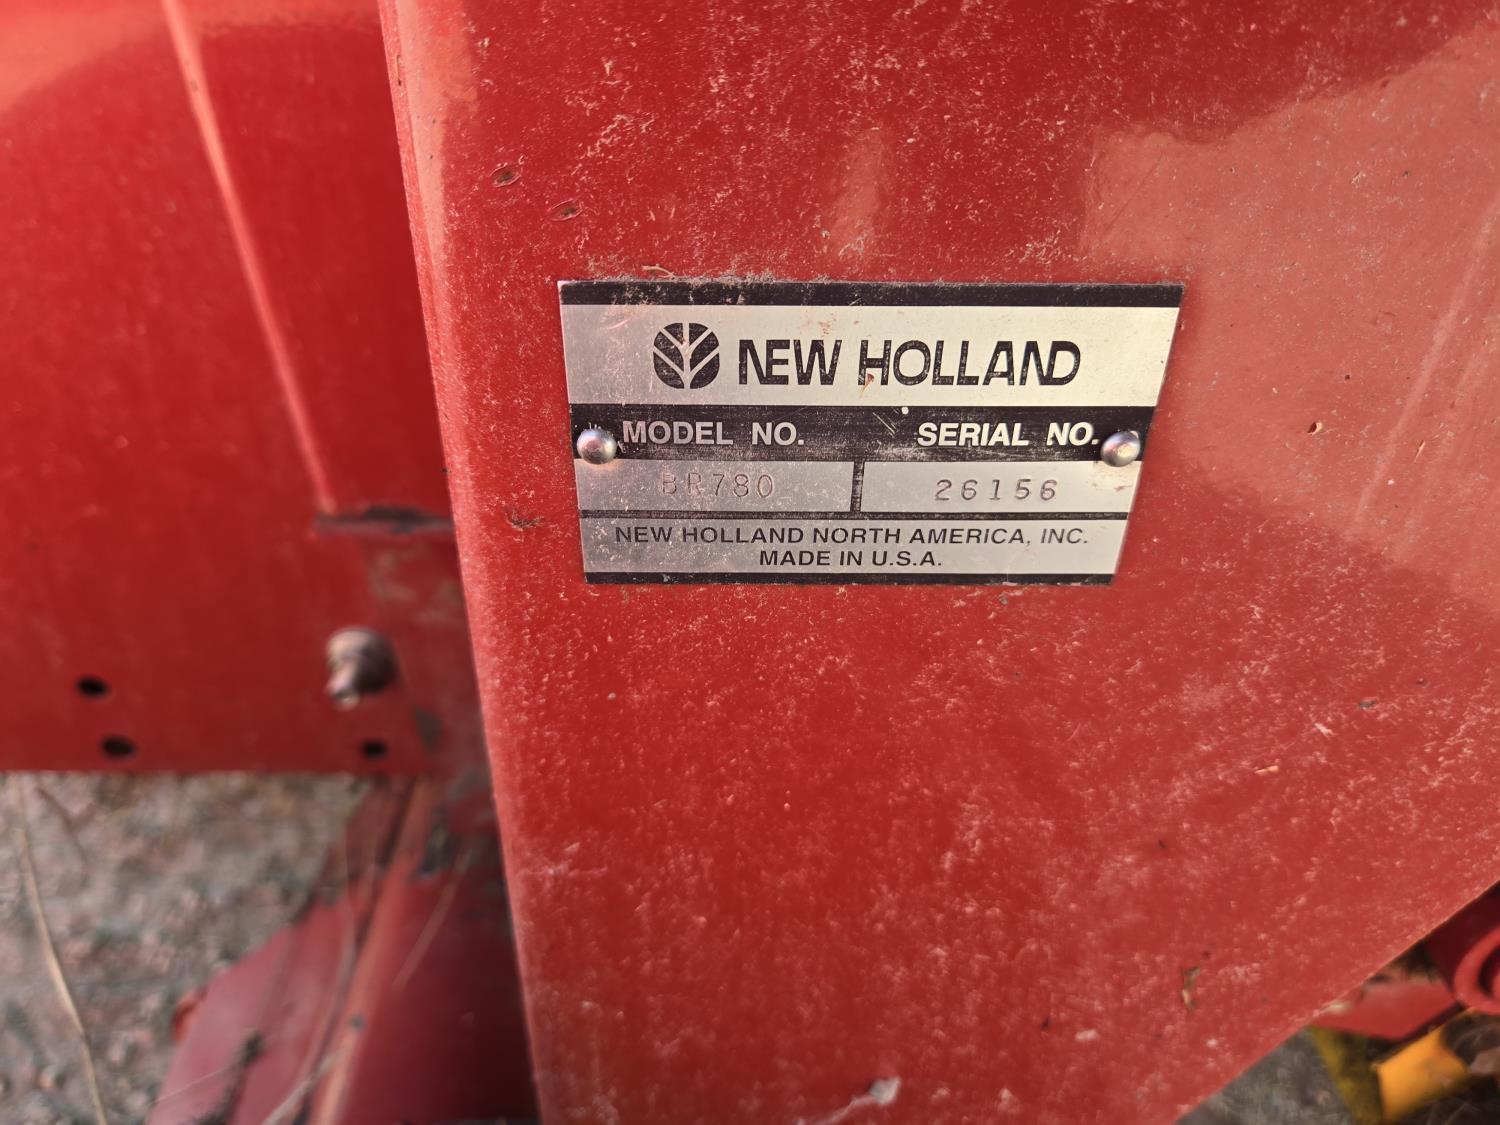 NEW HOLLAND
MODEL NO. SERIAL NO.
BR780 26156
NEW HOLLAND NORTH AMERICA, INC.
MADE IN U.S.A.